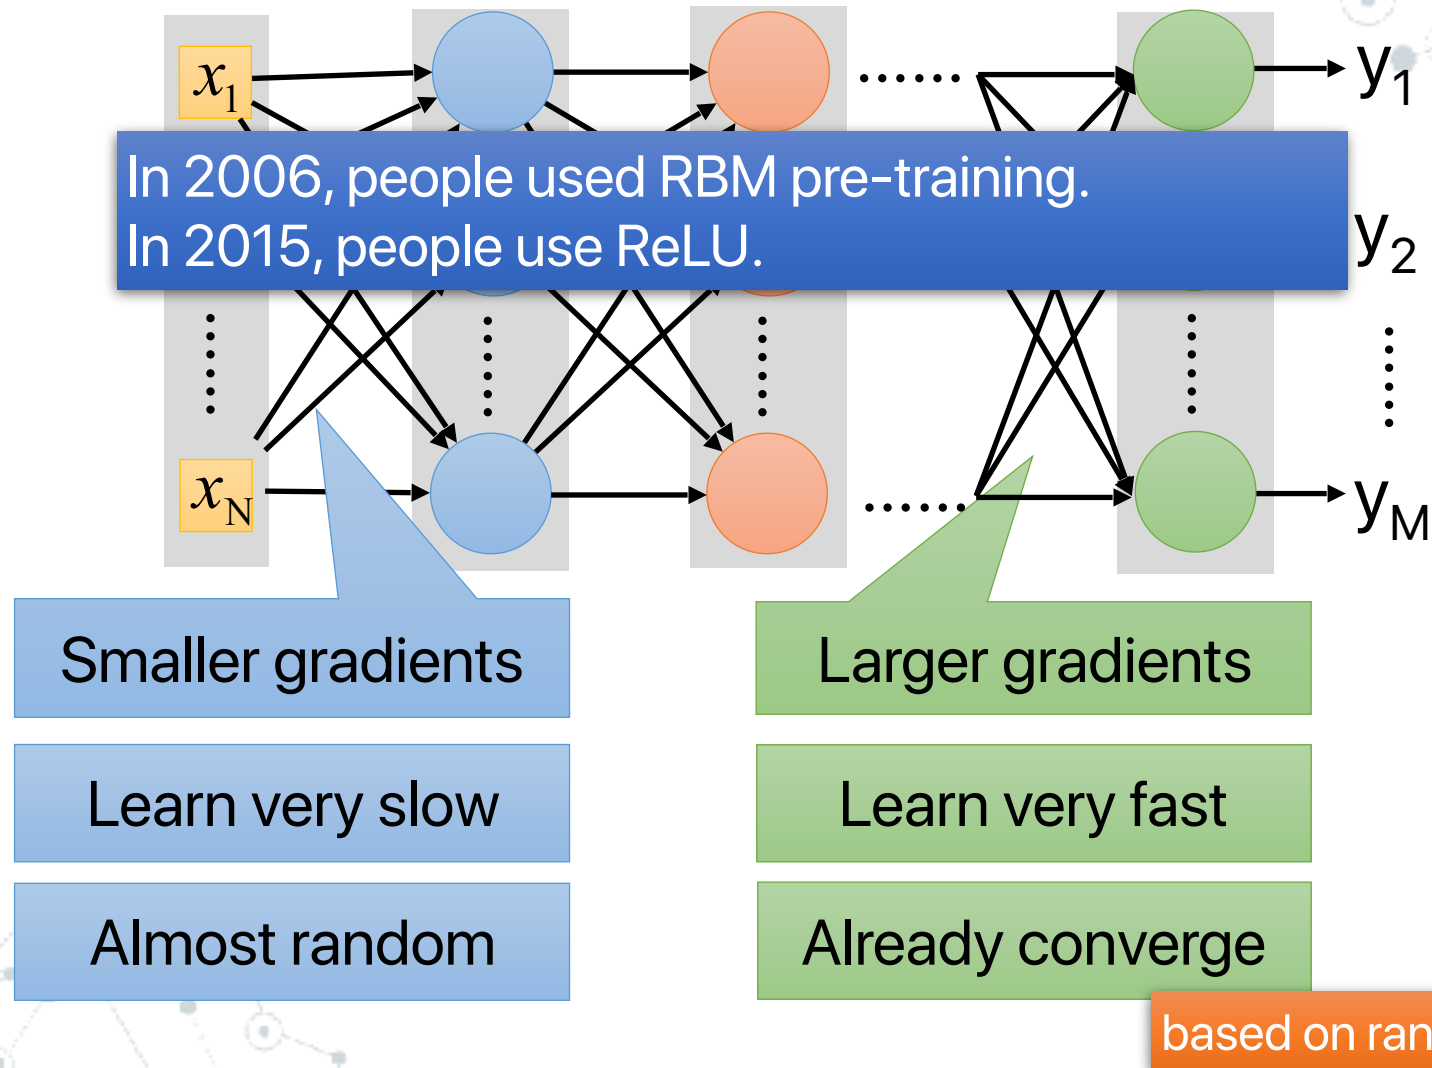 x1
y1
In 2006, people used RBM pre-training.
In 2015, people use ReLU.
y2
xN
yM
Smaller gradients
Larger gradients
Learn very slow
Learn very fast
Almost random
Already converge
based on ran